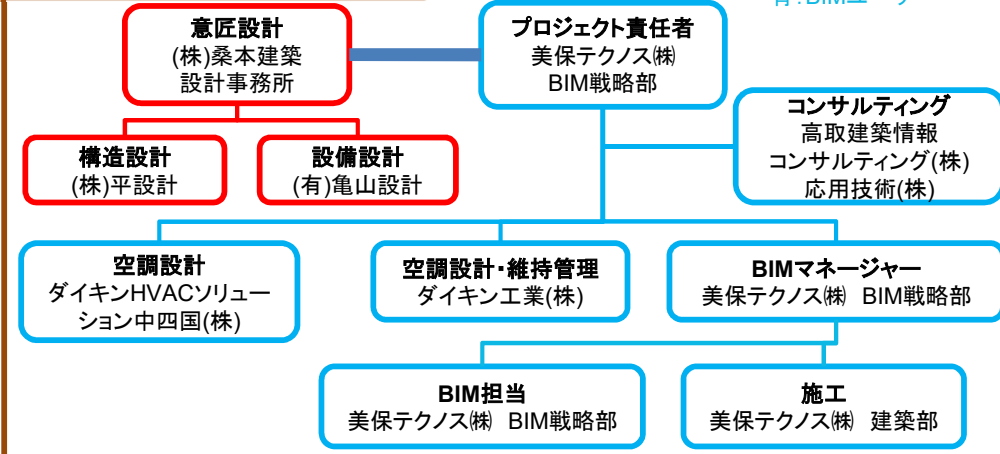 意匠設計
(株)桑本建築
設計事務所
プロジェクト責任者
美保テクノス㈱
BIM戦略部
コンサルティング
高取建築情報
コンサルティング(株)
応用技術(株)
構造設計
(株)平設計
設備設計
(有)亀山設計
空調設計
ダイキンHVACソリュー
ション中四国(株)
空調設計・維持管理
ダイキン工業(株)
BIMマネージャー
美保テクノス㈱ BIM戦略部
BIM担当
美保テクノス㈱ BIM戦略部
施工
美保テクノス㈱ 建築部